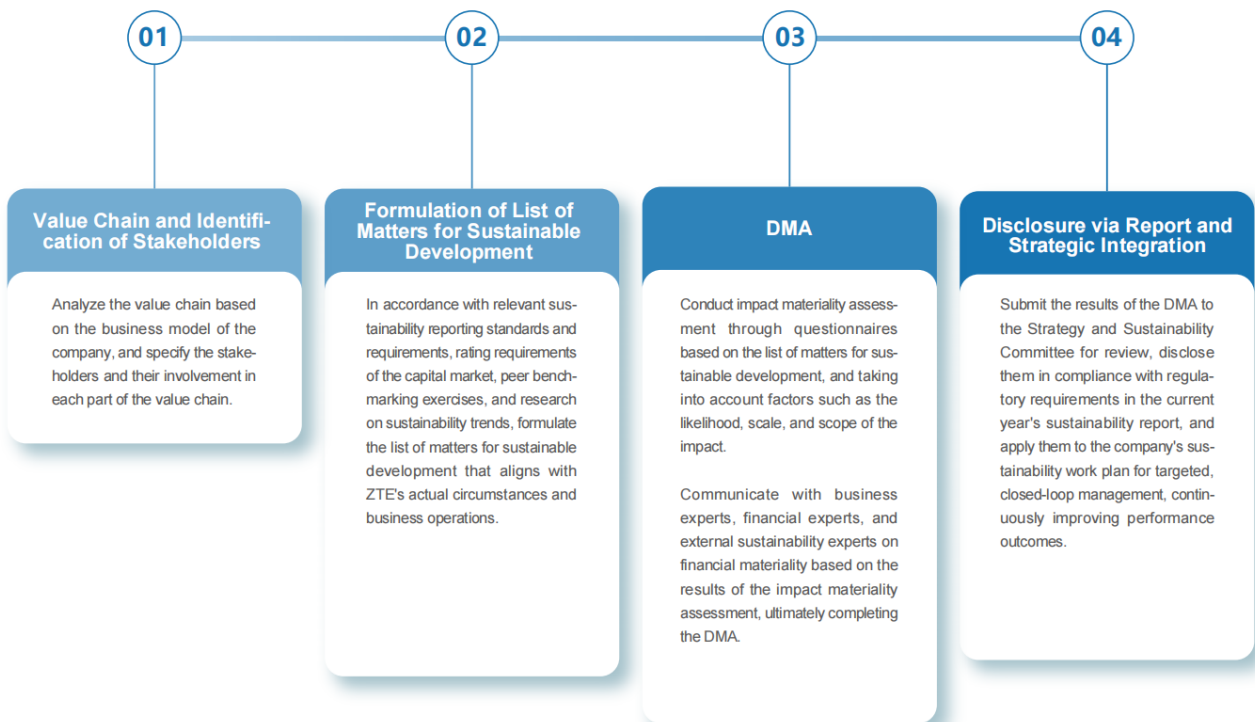 01
02
03
04
Value Chain and Identifi-
cation of Stakeholders
Analyze the value chain based
on the business model of the
company, and specify the stake-
holders and their involvement in
each part of the value chain.
Formulation of List of
Matters for Sustainable
Development
In accordance with relevant sus-
tainability reporting standards and
requirements, rating requirements
of the capital market, peer bench-
marking exercises, and research
on sustainability trends, formulate
the list of matters for sustainable
development that aligns with
ZTE's actual circumstances and
business operations.
DMA
Conduct impact materiality assess-
ment through questionnaires
based on the list of matters for sus-
tainable development, and taking
into account factors such as the
likelihood, scale, and scope of the
impact.
Communicate with business
experts, financial experts, and
external sustainability experts on
financial materiality based on the
results of the impact materiality
assessment, ultimately completing
the DMA.
Disclosure via Report and
Strategic Integration
Submit the results of the DMA to
the Strategy and Sustainability
Committee for review, disclose
them in compliance with regula-
tory requirements in the current
year's sustainability report, and
apply them to the company's sus-
tainability work plan for targeted,
closed-loop management, contin-
uously improving performance
outcomes.